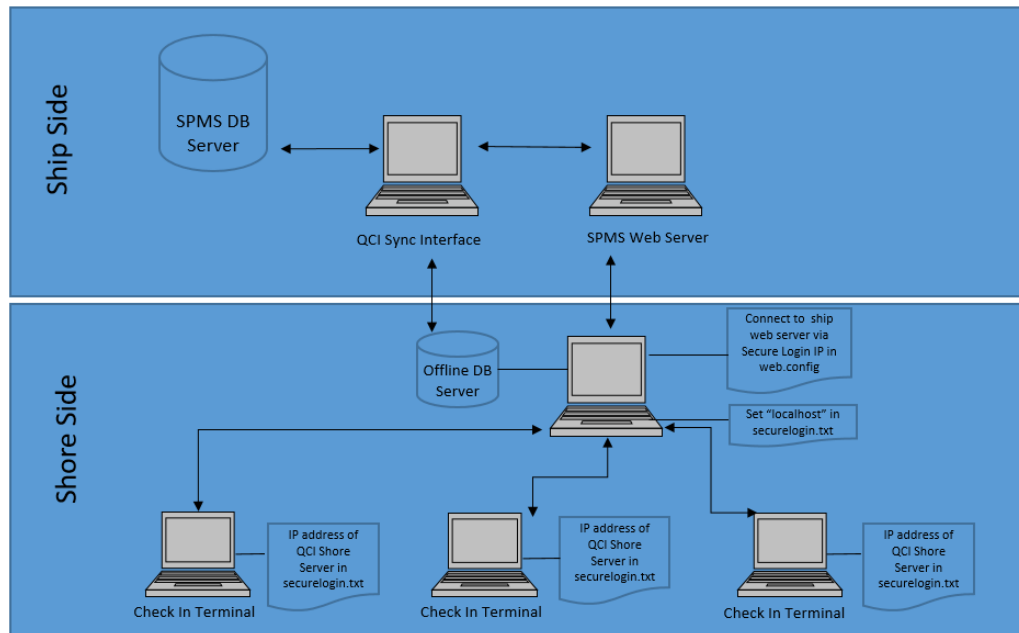 Ship Side
SPMS DB
Server
QCI Sync Interface
SPMS Web Server
Shore Side
Offline DB
Server
Connect to ship
web server via
Secure Login IP in
web.config
Set “localhost” in
securelogin.txt
IP address of
QCI Shore
Server in
securelogin.txt
Check In Terminal
IP address of
QCI Shore
Server in
securelogin.txt
Check In Terminal
IP address of
QCI Shore
Server in
securelogin.txt
Check In Terminal